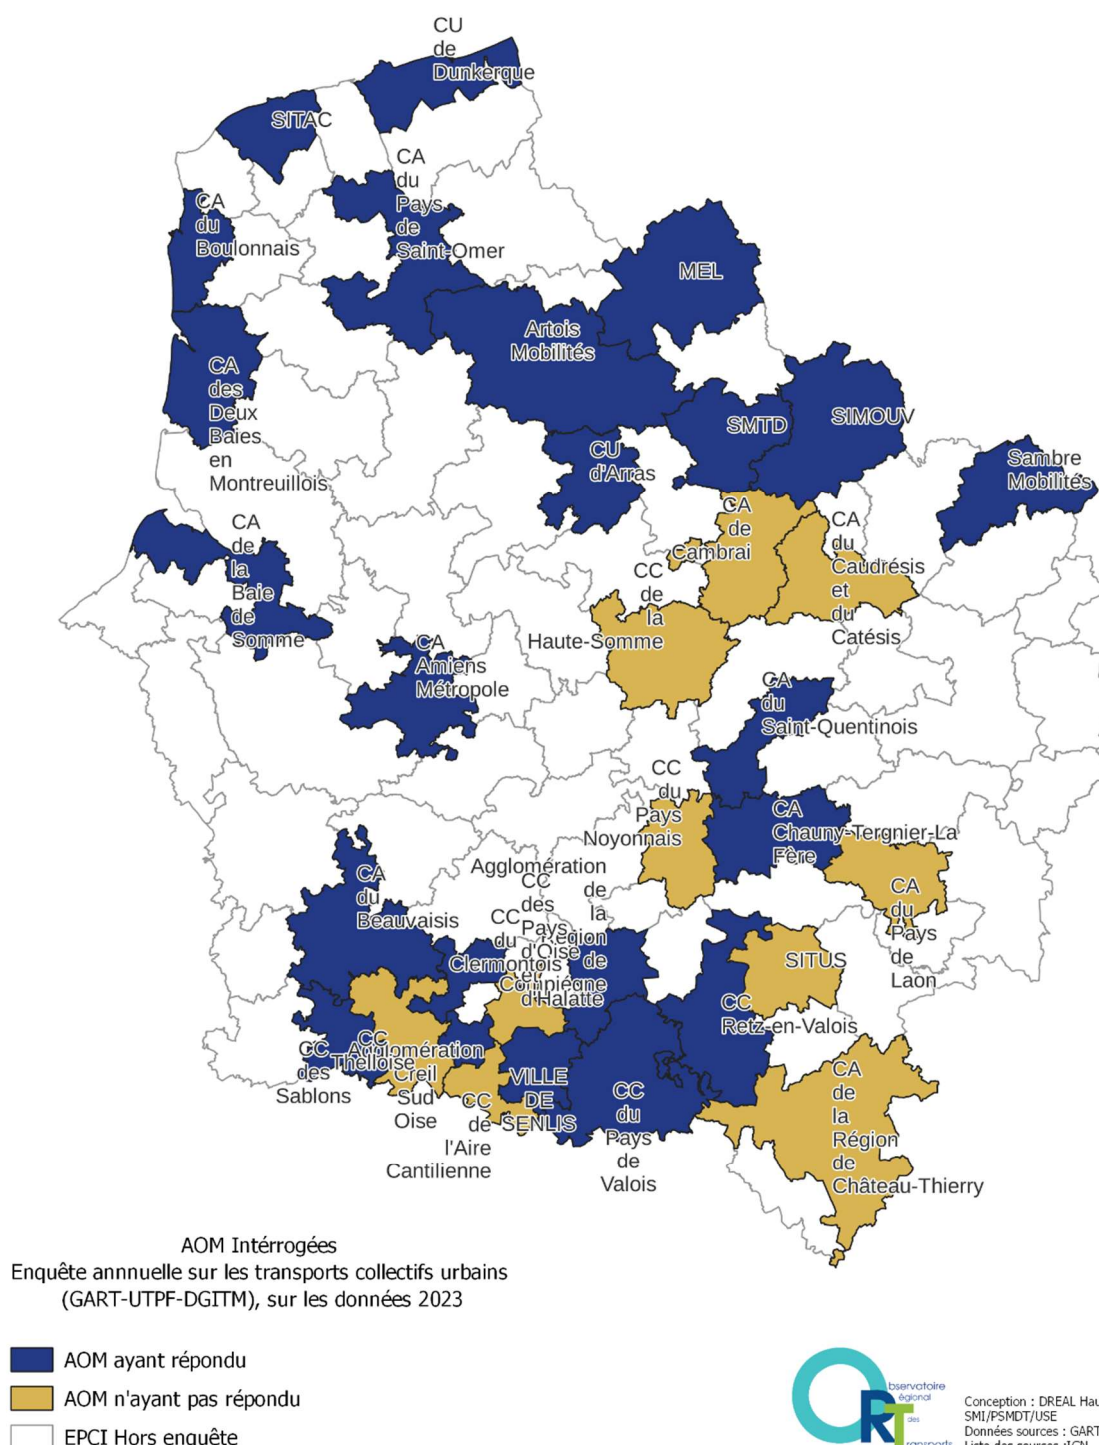 CU
de
Dunkerque
SITAC
CA
du
Pays
de
Saint-Omer
CA
du
Boulonnais
MEL
Artois
Mobilités
CA
des
Deux
Baies
en
Montreuillois
SMTD
SIMOUV
CU
d'Arras
Sambre
Mobilités
CA
de
Cambrai
CA
du
Caudrésis
et
du
Catésis
CA
de
la
Baie
de
Somme
CC
de
la
Haute-Somme
CA
Amiens
Métropole
CA
du
Saint-Quentinois
CC
du
Pays
Noyonnais
CA
Chauny-Tergnier-La
Fère
CA
du
Pays
de
Laon
Agglomération
de
la
Région
de
Compiègne
CC
des
Pays
d'Oise
et
d'Halatte
CC
du
Clermontois
CA
du
Beauvaisis
SITUS
CC
Retz-en-Valois
CC
des
Sablons
CC
Thelloise
Agglomération
Creil
Sud
Oise
CC
de
l'Aire
Cantilienne
VILLE
DE
SENLIS
CC
du
Pays
de
Valois
CA
de
la
Région
de
Château-Thierry
AOM Intérrogées
Enquête annnuelle sur les transports collectifs urbains
(GART-UTPF-DGITM), sur les données 2023
AOM ayant répondu
AOM n'ayant pas répondu
EPCI Hors enquête
ORT
bservatoire
égional
des
ransports
Conception : DREAL Hau
SMI/PSMDT/USE
Données sources : GART
Liste des sources :IGN